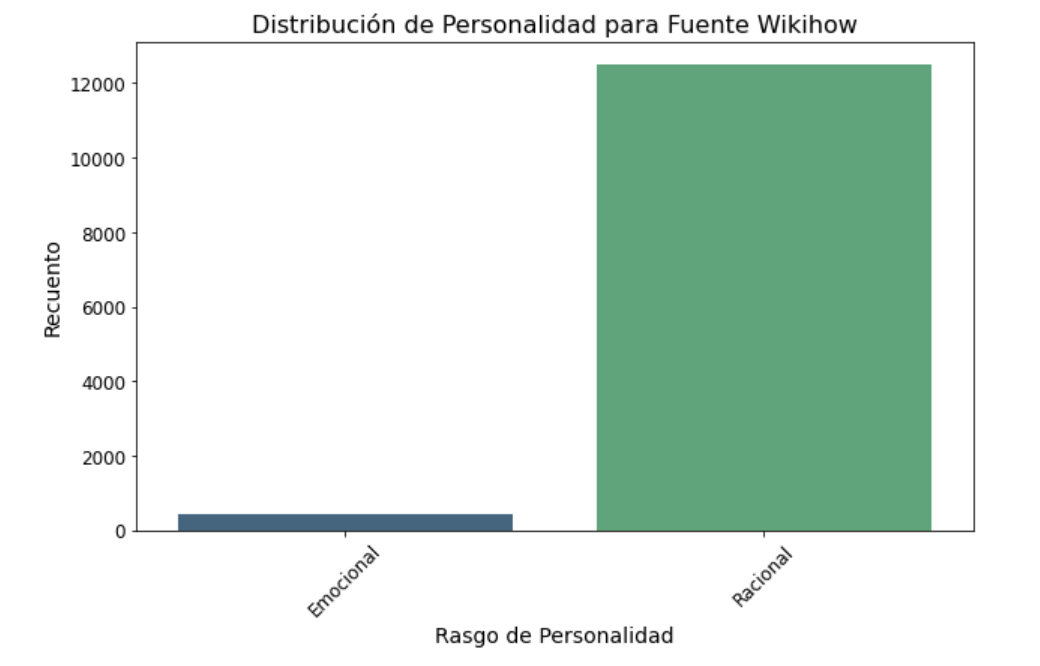 Distribución de Personalidad para Fuente Wikihow
Recuento
12000
10000
8000
6000
4000
2000
0
Emocional
Racional
Rasgo de Personalidad